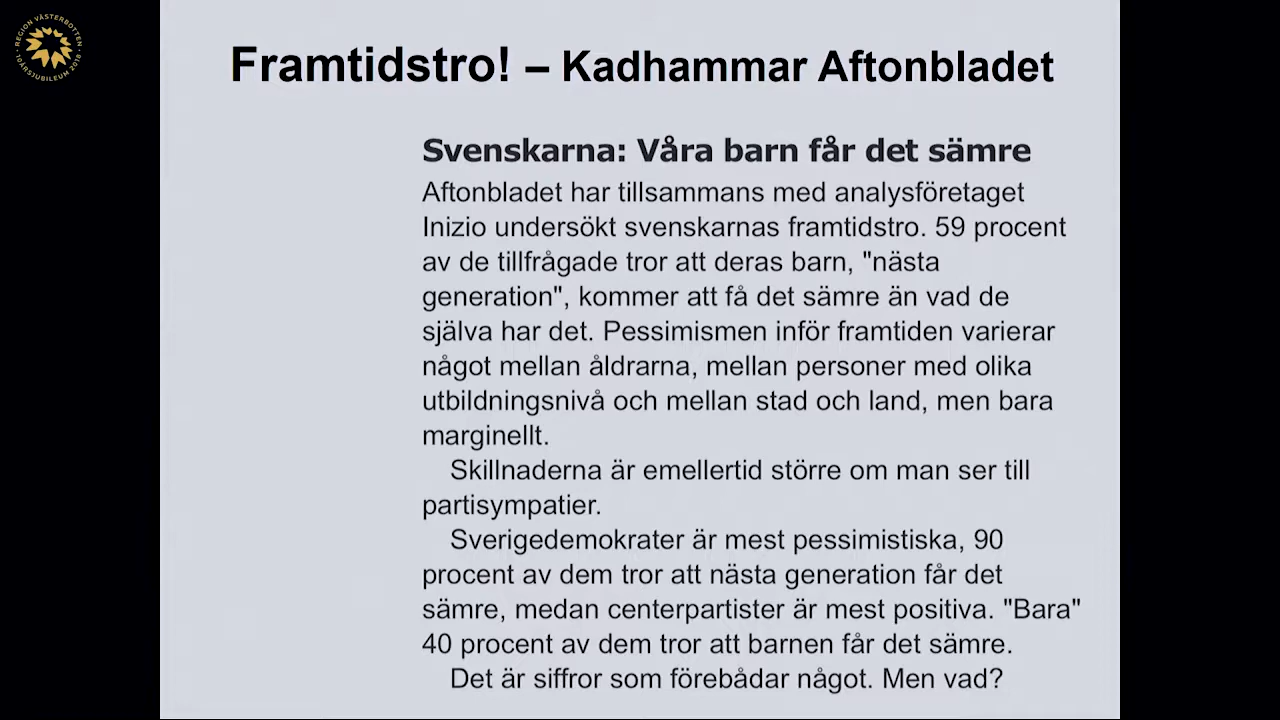 REGION VÄSTERBOTTEN
10ÅRSJUBILEUM 2018
Framtidstro! – Kadhammar Aftonbladet
Svenskarna: Våra barn får det sämre
Aftonbladet har tillsammans med analysföretaget
Inizio undersökt svenskarnas framtidstro. 59 procent
av de tillfrågade tror att deras barn, "nästa
generation", kommer att få det sämre än vad de
själva har det. Pessimismen inför framtiden varierar
något mellan åldrarna, mellan personer med olika
utbildningsnivå och mellan stad och land, men bara
marginellt.
Skillnaderna är emellertid större om man ser till
partisympatier.
Sverigedemokrater är mest pessimistiska, 90
procent av dem tror att nästa generation får det
sämre, medan centerpartister är mest positiva. "Bara"
40 procent av dem tror att barnen får det sämre.
Det är siffror som förebådar något. Men vad?